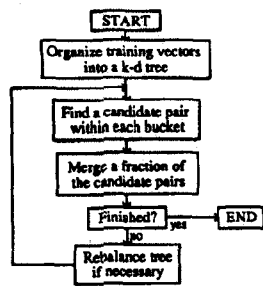 START
Organize training vectors
into a k-d tree
Find a candidate pair
within each bucket
Merge a fraction of
the candidate pairs
Finished?
yes
END
no
Rebalance tree
if necessary